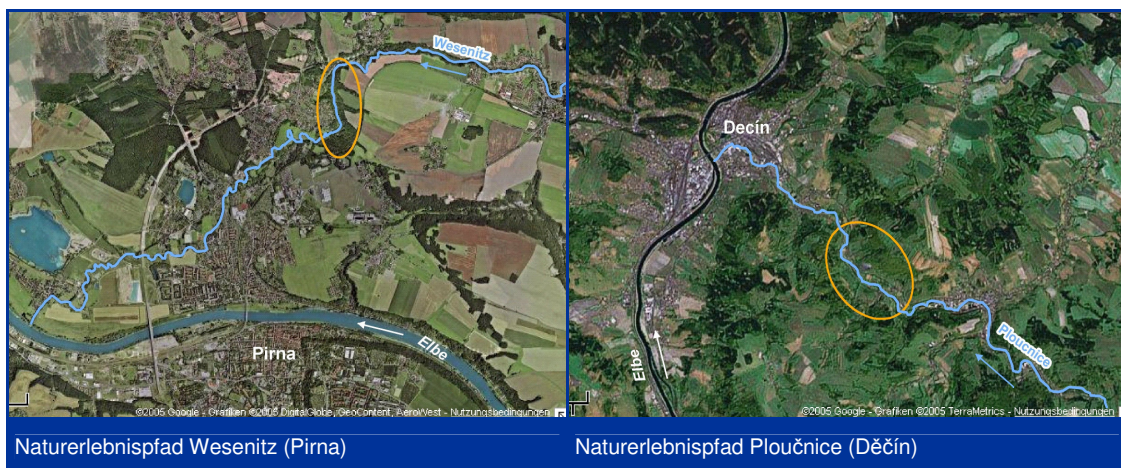 Wesenitz
Pirna
Elbe
©2005 Google - Grafiken ©2005 DigitalGlobe, GeoContent, AeroWest - Nutzungsbedingungen
Decín
Elbe
Ploucnice
©2005 Google - Grafiken ©2005 TerraMetrics - Nutzungsbedingungen
Naturerlebnispfad Wesenitz (Pirna)
Naturerlebnispfad Ploučnice (Děčín)